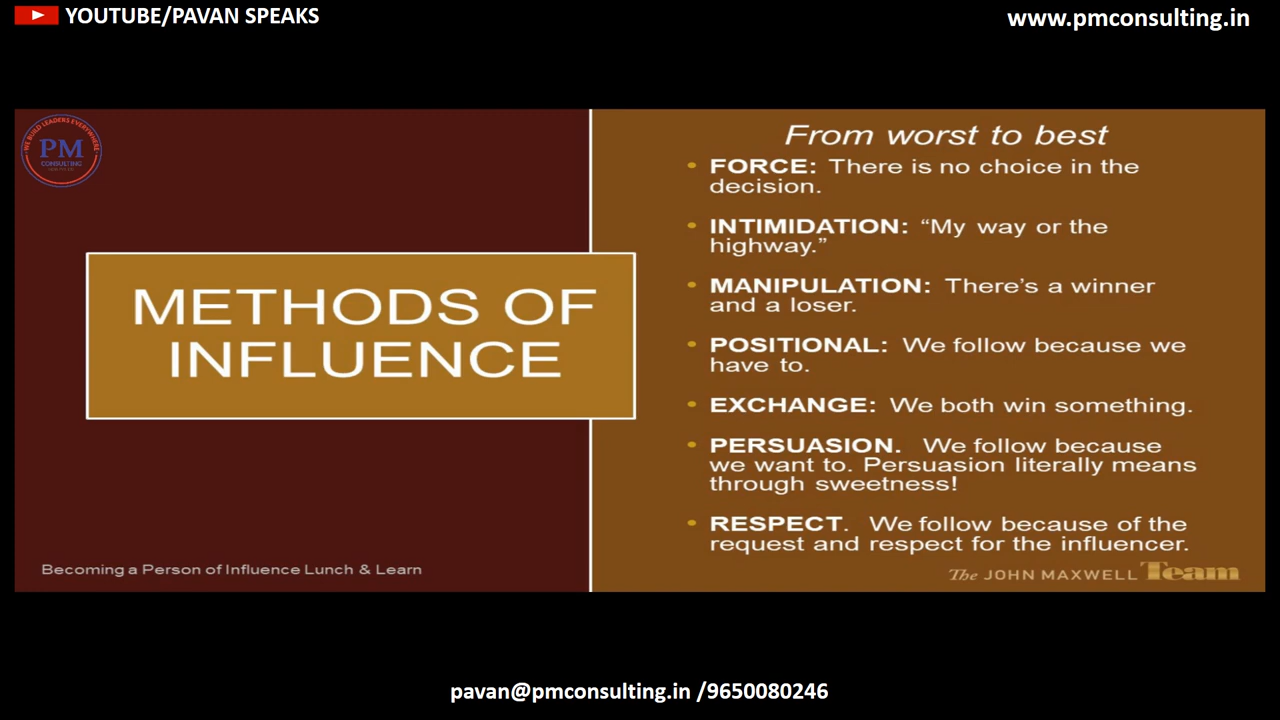 YOUTUBE/PAVAN SPEAKS
www.pmconsulting.in
WE BUILD LEADERS EVERYWHERE
PM
CONSULTING
METHODS OF
INFLUENCE
Becoming a Person of Influence Lunch & Learn
From worst to best
• FORCE: There is no choice in the
decision.
• INTIMIDATION: “My way or the
highway.”
• MANIPULATION: There’s a winner
and a loser.
• POSITIONAL: We follow because we
have to.
• EXCHANGE: We both win something.
• PERSUASION. We follow because
we want to. Persuasion literally means
through sweetness!
• RESPECT. We follow because of the
request and respect for the influencer.
The JOHN MAXWELL Team
pavan@pmconsulting.in /9650080246